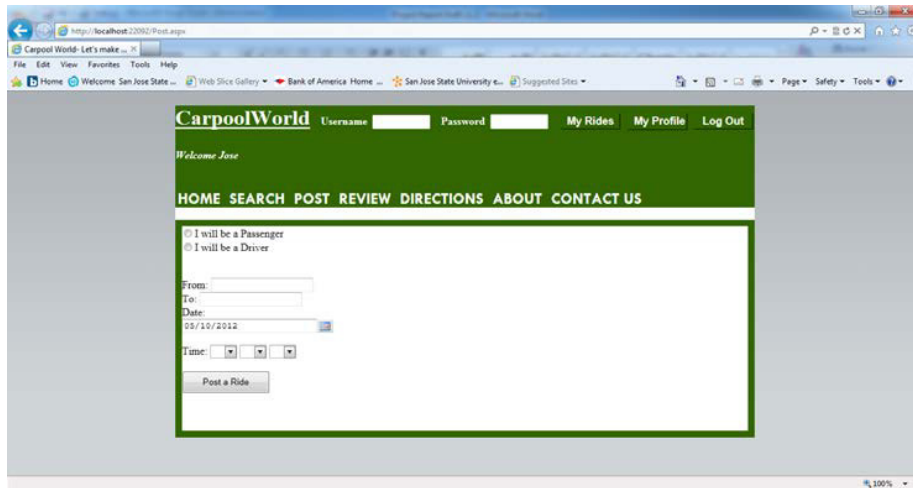 http://localhost:22092/Post.aspx
Carpool World- Let's make ...
File Edit View Favorites Tools Help
Home Welcome San Jose State ... Web Slice Gallery Bank of America Home ... San Jose State University e... Suggested Sites Page Safety Tools
CarpoolWorld Username Password My Rides My Profile Log Out
Welcome Jose
HOME SEARCH POST REVIEW DIRECTIONS ABOUT CONTACT US
I will be a Passenger
I will be a Driver
From:
To:
Date:
05/10/2012
Time:
Post a Ride
100%